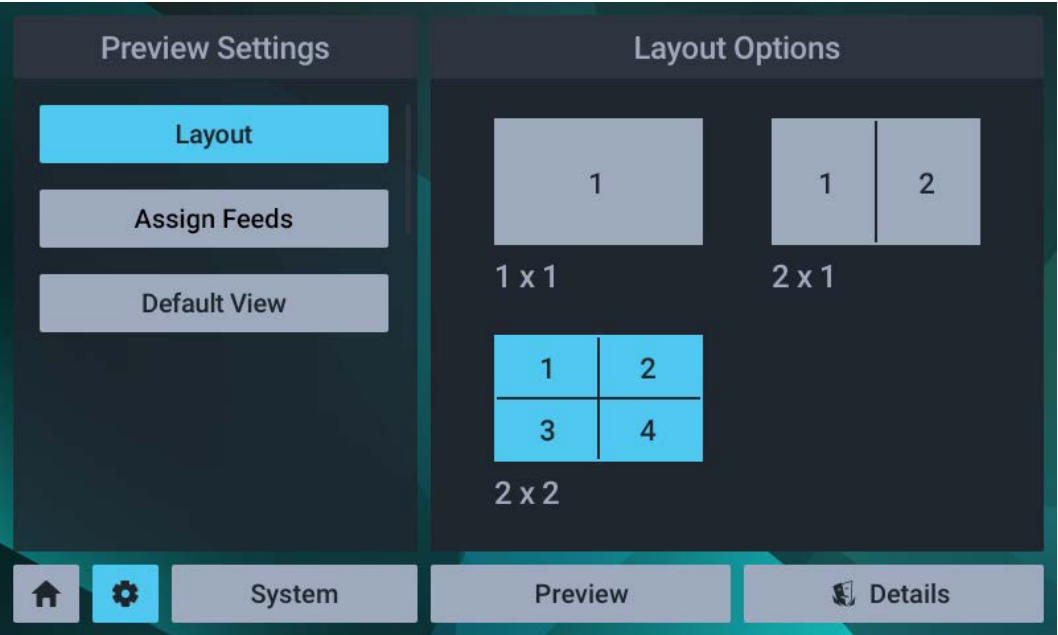 Preview Settings
Layout
Assign Feeds
Default View
Layout Options
1
1 x 1
1 2
2 x 1
1 2
3 4
2 x 2
System
Preview
Details